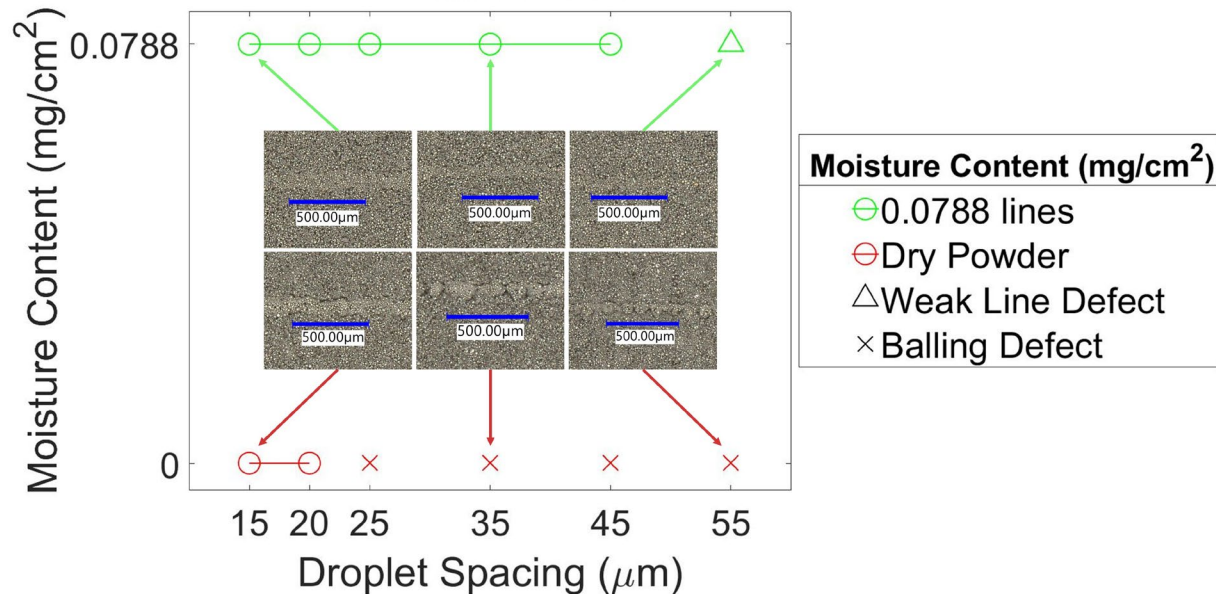 Moisture Content (mg/cm²)
0.0788
0
500.00µm
500.00µm
500.00µm
500.00µm
500.00µm
500.00µm
15 20 25 35 45 55
Droplet Spacing (µm)
Moisture Content (mg/cm²)
0.0788 lines
Dry Powder
Weak Line Defect
Balling Defect